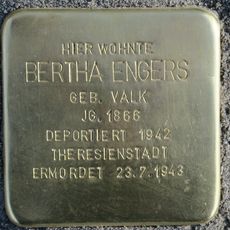 HIER WOHNTE
BERTHA ENGERS
GEB. VALK
JG. 1866
DEPORTIERT 1942
THERESIENSTADT
ERMORDET 23.7.1943